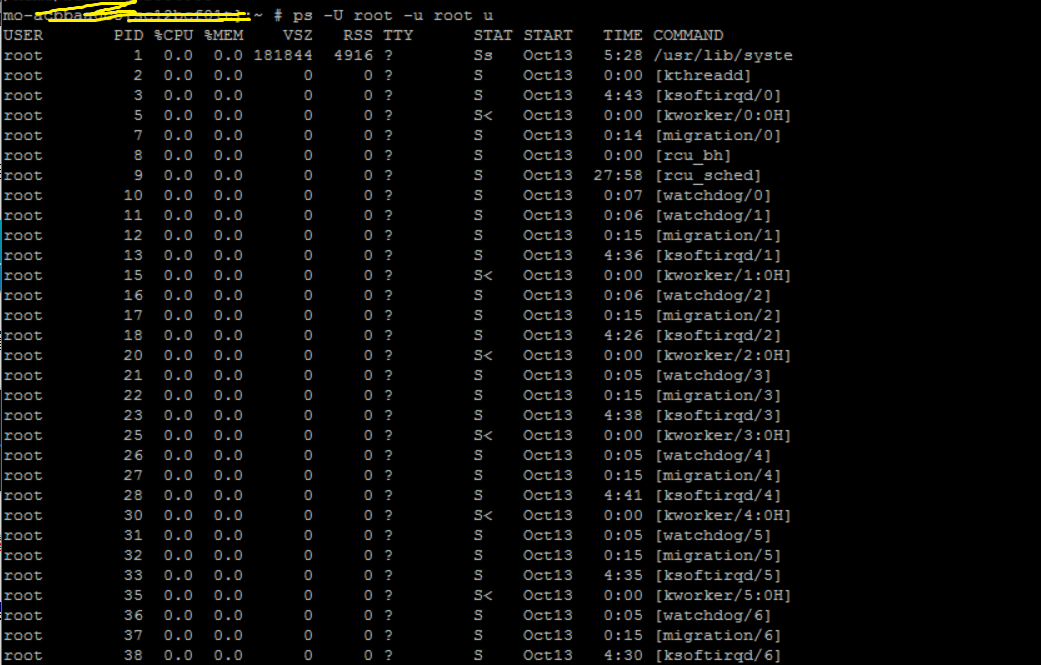 mo- :~ # ps -U root -u root u
USER PID %CPU %MEM VSZ RSS TTY STAT START TIME COMMAND
root 1 0.0 0.0 181844 4916 ? Ss Oct13 5:28 /usr/lib/syste
root 2 0.0 0.0 0 0 ? S Oct13 0:00 [kthreadd]
root 3 0.0 0.0 0 0 ? S Oct13 4:43 [ksoftirqd/0]
root 5 0.0 0.0 0 0 ? S< Oct13 0:00 [kworker/0:0H]
root 7 0.0 0.0 0 0 ? S Oct13 0:14 [migration/0]
root 8 0.0 0.0 0 0 ? S Oct13 0:00 [rcu_bh]
root 9 0.0 0.0 0 0 ? S Oct13 27:58 [rcu_sched]
root 10 0.0 0.0 0 0 ? S Oct13 0:07 [watchdog/0]
root 11 0.0 0.0 0 0 ? S Oct13 0:06 [watchdog/1]
root 12 0.0 0.0 0 0 ? S Oct13 0:15 [migration/1]
root 13 0.0 0.0 0 0 ? S Oct13 4:36 [ksoftirqd/1]
root 15 0.0 0.0 0 0 ? S< Oct13 0:00 [kworker/1:0H]
root 16 0.0 0.0 0 0 ? S Oct13 0:06 [watchdog/2]
root 17 0.0 0.0 0 0 ? S Oct13 0:15 [migration/2]
root 18 0.0 0.0 0 0 ? S Oct13 4:26 [ksoftirqd/2]
root 20 0.0 0.0 0 0 ? S< Oct13 0:00 [kworker/2:0H]
root 21 0.0 0.0 0 0 ? S Oct13 0:05 [watchdog/3]
root 22 0.0 0.0 0 0 ? S Oct13 0:15 [migration/3]
root 23 0.0 0.0 0 0 ? S Oct13 4:38 [ksoftirqd/3]
root 25 0.0 0.0 0 0 ? S< Oct13 0:00 [kworker/3:0H]
root 26 0.0 0.0 0 0 ? S Oct13 0:05 [watchdog/4]
root 27 0.0 0.0 0 0 ? S Oct13 0:15 [migration/4]
root 28 0.0 0.0 0 0 ? S Oct13 4:41 [ksoftirqd/4]
root 30 0.0 0.0 0 0 ? S< Oct13 0:00 [kworker/4:0H]
root 31 0.0 0.0 0 0 ? S Oct13 0:05 [watchdog/5]
root 32 0.0 0.0 0 0 ? S Oct13 0:15 [migration/5]
root 33 0.0 0.0 0 0 ? S Oct13 4:35 [ksoftirqd/5]
root 35 0.0 0.0 0 0 ? S< Oct13 0:00 [kworker/5:0H]
root 36 0.0 0.0 0 0 ? S Oct13 0:05 [watchdog/6]
root 37 0.0 0.0 0 0 ? S Oct13 0:15 [migration/6]
root 38 0.0 0.0 0 0 ? S Oct13 4:30 [ksoftirqd/6]